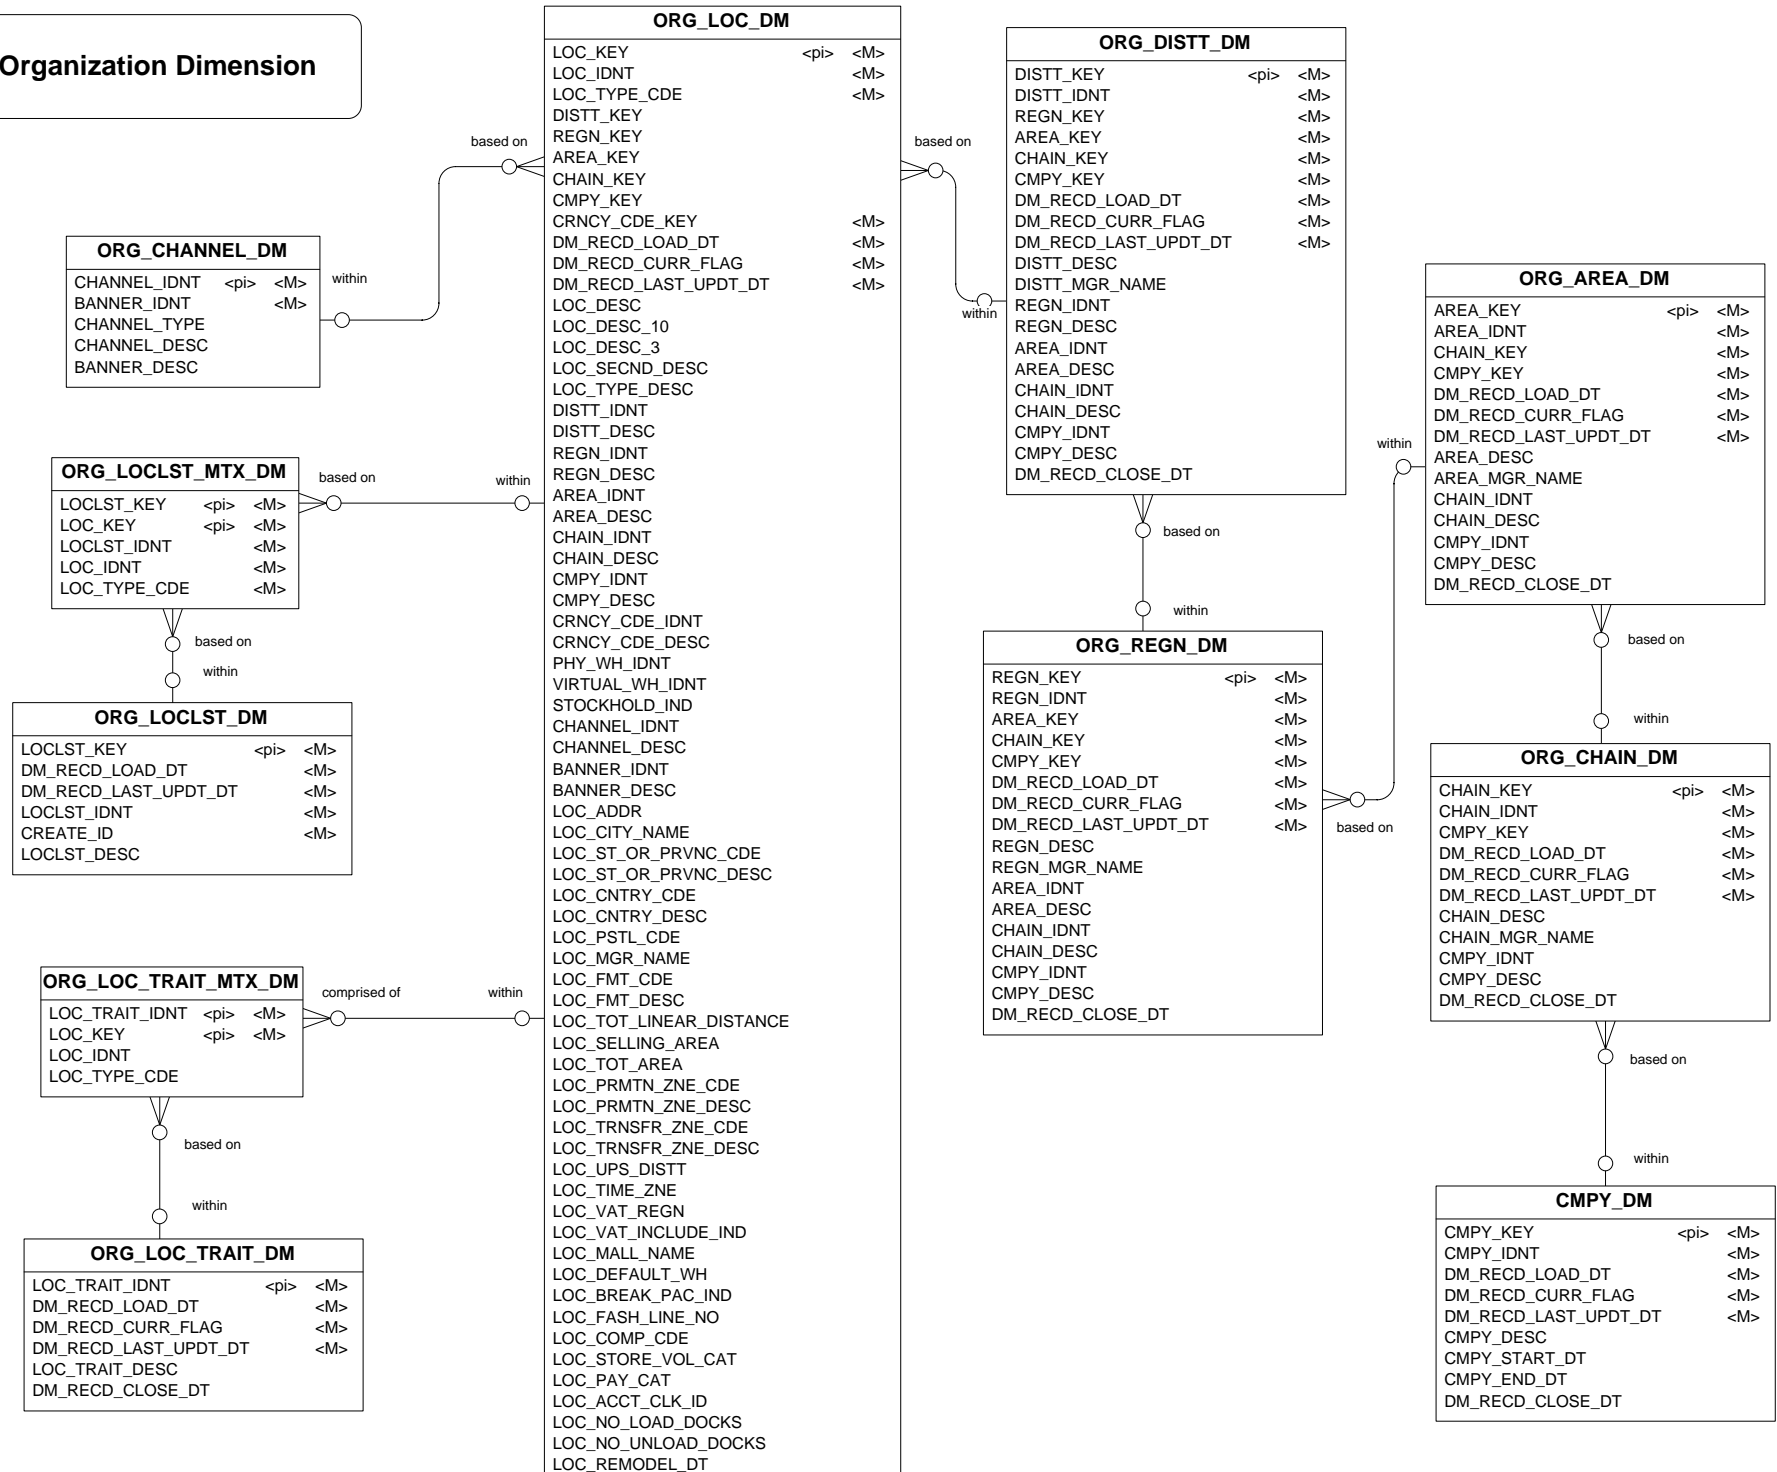 Organization Dimension
ORG_LOC_DM
LOC_KEY <pi> <M>
LOC_IDNT <M>
LOC_TYPE_CDE <M>
DISTT_KEY
REGN_KEY
AREA_KEY
CHAIN_KEY
CMPY_KEY
CRNCY_CDE_KEY <M>
DM_RECD_LOAD_DT <M>
DM_RECD_CURR_FLAG <M>
DM_RECD_LAST_UPDT_DT <M>
LOC_DESC
LOC_DESC_10
LOC_DESC_3
LOC_SECND_DESC
LOC_TYPE_DESC
DISTT_IDNT
DISTT_DESC
REGN_IDNT
REGN_DESC
AREA_IDNT
AREA_DESC
CHAIN_IDNT
CHAIN_DESC
CMPY_IDNT
CMPY_DESC
CRNCY_CDE_IDNT
CRNCY_CDE_DESC
PHY_WH_IDNT
VIRTUAL_WH_IDNT
STOCKHOLD_IND
CHANNEL_IDNT
CHANNEL_DESC
BANNER_IDNT
BANNER_DESC
LOC_ADDR
LOC_CITY_NAME
LOC_ST_OR_PRVNC_CDE
LOC_ST_OR_PRVNC_DESC
LOC_CNTRY_CDE
LOC_CNTRY_DESC
LOC_PSTL_CDE
LOC_MGR_NAME
LOC_FMT_CDE
LOC_FMT_DESC
LOC_TOT_LINEAR_DISTANCE
LOC_SELLING_AREA
LOC_TOT_AREA
LOC_PRMTN_ZNE_CDE
LOC_PRMTN_ZNE_DESC
LOC_TRNSFR_ZNE_CDE
LOC_TRNSFR_ZNE_DESC
LOC_UPS_DISTT
LOC_TIME_ZNE
LOC_VAT_REGN
LOC_VAT_INCLUDE_IND
LOC_MALL_NAME
LOC_DEFAULT_WH
LOC_BREAK_PAC_IND
LOC_FASH_LINE_NO
LOC_COMP_CDE
LOC_STORE_VOL_CAT
LOC_PAY_CAT
LOC_ACCT_CLK_ID
LOC_NO_LOAD_DOCKS
LOC_NO_UNLOAD_DOCKS
LOC_REMODEL_DT
based on
within
ORG_CHANNEL_DM
CHANNEL_IDNT <pi> <M>
BANNER_IDNT <M>
CHANNEL_TYPE
CHANNEL_DESC
BANNER_DESC
based on
within
ORG_LOCLST_MTX_DM
LOCLST_KEY <pi> <M>
LOC_KEY <pi> <M>
LOCLST_IDNT <M>
LOC_IDNT <M>
LOC_TYPE_CDE <M>
based on
within
ORG_LOCLST_DM
LOCLST_KEY <pi> <M>
DM_RECD_LOAD_DT <M>
DM_RECD_LAST_UPDT_DT <M>
LOCLST_IDNT <M>
CREATE_ID <M>
LOCLST_DESC
comprised of
within
ORG_LOC_TRAIT_MTX_DM
LOC_TRAIT_IDNT <pi> <M>
LOC_KEY <pi> <M>
LOC_IDNT
LOC_TYPE_CDE
based on
within
ORG_LOC_TRAIT_DM
LOC_TRAIT_IDNT <pi> <M>
DM_RECD_LOAD_DT <M>
DM_RECD_CURR_FLAG <M>
DM_RECD_LAST_UPDT_DT <M>
LOC_TRAIT_DESC
DM_RECD_CLOSE_DT
based on
within
ORG_DISTT_DM
DISTT_KEY <pi> <M>
DISTT_IDNT <M>
REGN_KEY <M>
AREA_KEY <M>
CHAIN_KEY <M>
CMPY_KEY <M>
DM_RECD_LOAD_DT <M>
DM_RECD_CURR_FLAG <M>
DM_RECD_LAST_UPDT_DT <M>
DISTT_DESC
DISTT_MGR_NAME
REGN_IDNT
REGN_DESC
AREA_IDNT
AREA_DESC
CHAIN_IDNT
CHAIN_DESC
CMPY_IDNT
CMPY_DESC
DM_RECD_CLOSE_DT
based on
within
ORG_REGN_DM
REGN_KEY <pi> <M>
REGN_IDNT <M>
AREA_KEY <M>
CHAIN_KEY <M>
CMPY_KEY <M>
DM_RECD_LOAD_DT <M>
DM_RECD_CURR_FLAG <M>
DM_RECD_LAST_UPDT_DT <M>
REGN_DESC
REGN_MGR_NAME
AREA_IDNT
AREA_DESC
CHAIN_IDNT
CHAIN_DESC
CMPY_IDNT
CMPY_DESC
DM_RECD_CLOSE_DT
within
based on
ORG_AREA_DM
AREA_KEY <pi> <M>
AREA_IDNT <M>
CHAIN_KEY <M>
CMPY_KEY <M>
DM_RECD_LOAD_DT <M>
DM_RECD_CURR_FLAG <M>
DM_RECD_LAST_UPDT_DT <M>
AREA_DESC
AREA_MGR_NAME
CHAIN_IDNT
CHAIN_DESC
CMPY_IDNT
CMPY_DESC
DM_RECD_CLOSE_DT
based on
within
ORG_CHAIN_DM
CHAIN_KEY <pi> <M>
CHAIN_IDNT <M>
CMPY_KEY <M>
DM_RECD_LOAD_DT <M>
DM_RECD_CURR_FLAG <M>
DM_RECD_LAST_UPDT_DT <M>
CHAIN_DESC
CHAIN_MGR_NAME
CMPY_IDNT
CMPY_DESC
DM_RECD_CLOSE_DT
based on
within
CMPY_DM
CMPY_KEY <pi> <M>
CMPY_IDNT <M>
DM_RECD_LOAD_DT <M>
DM_RECD_CURR_FLAG <M>
DM_RECD_LAST_UPDT_DT <M>
CMPY_DESC
CMPY_START_DT
CMPY_END_DT
DM_RECD_CLOSE_DT